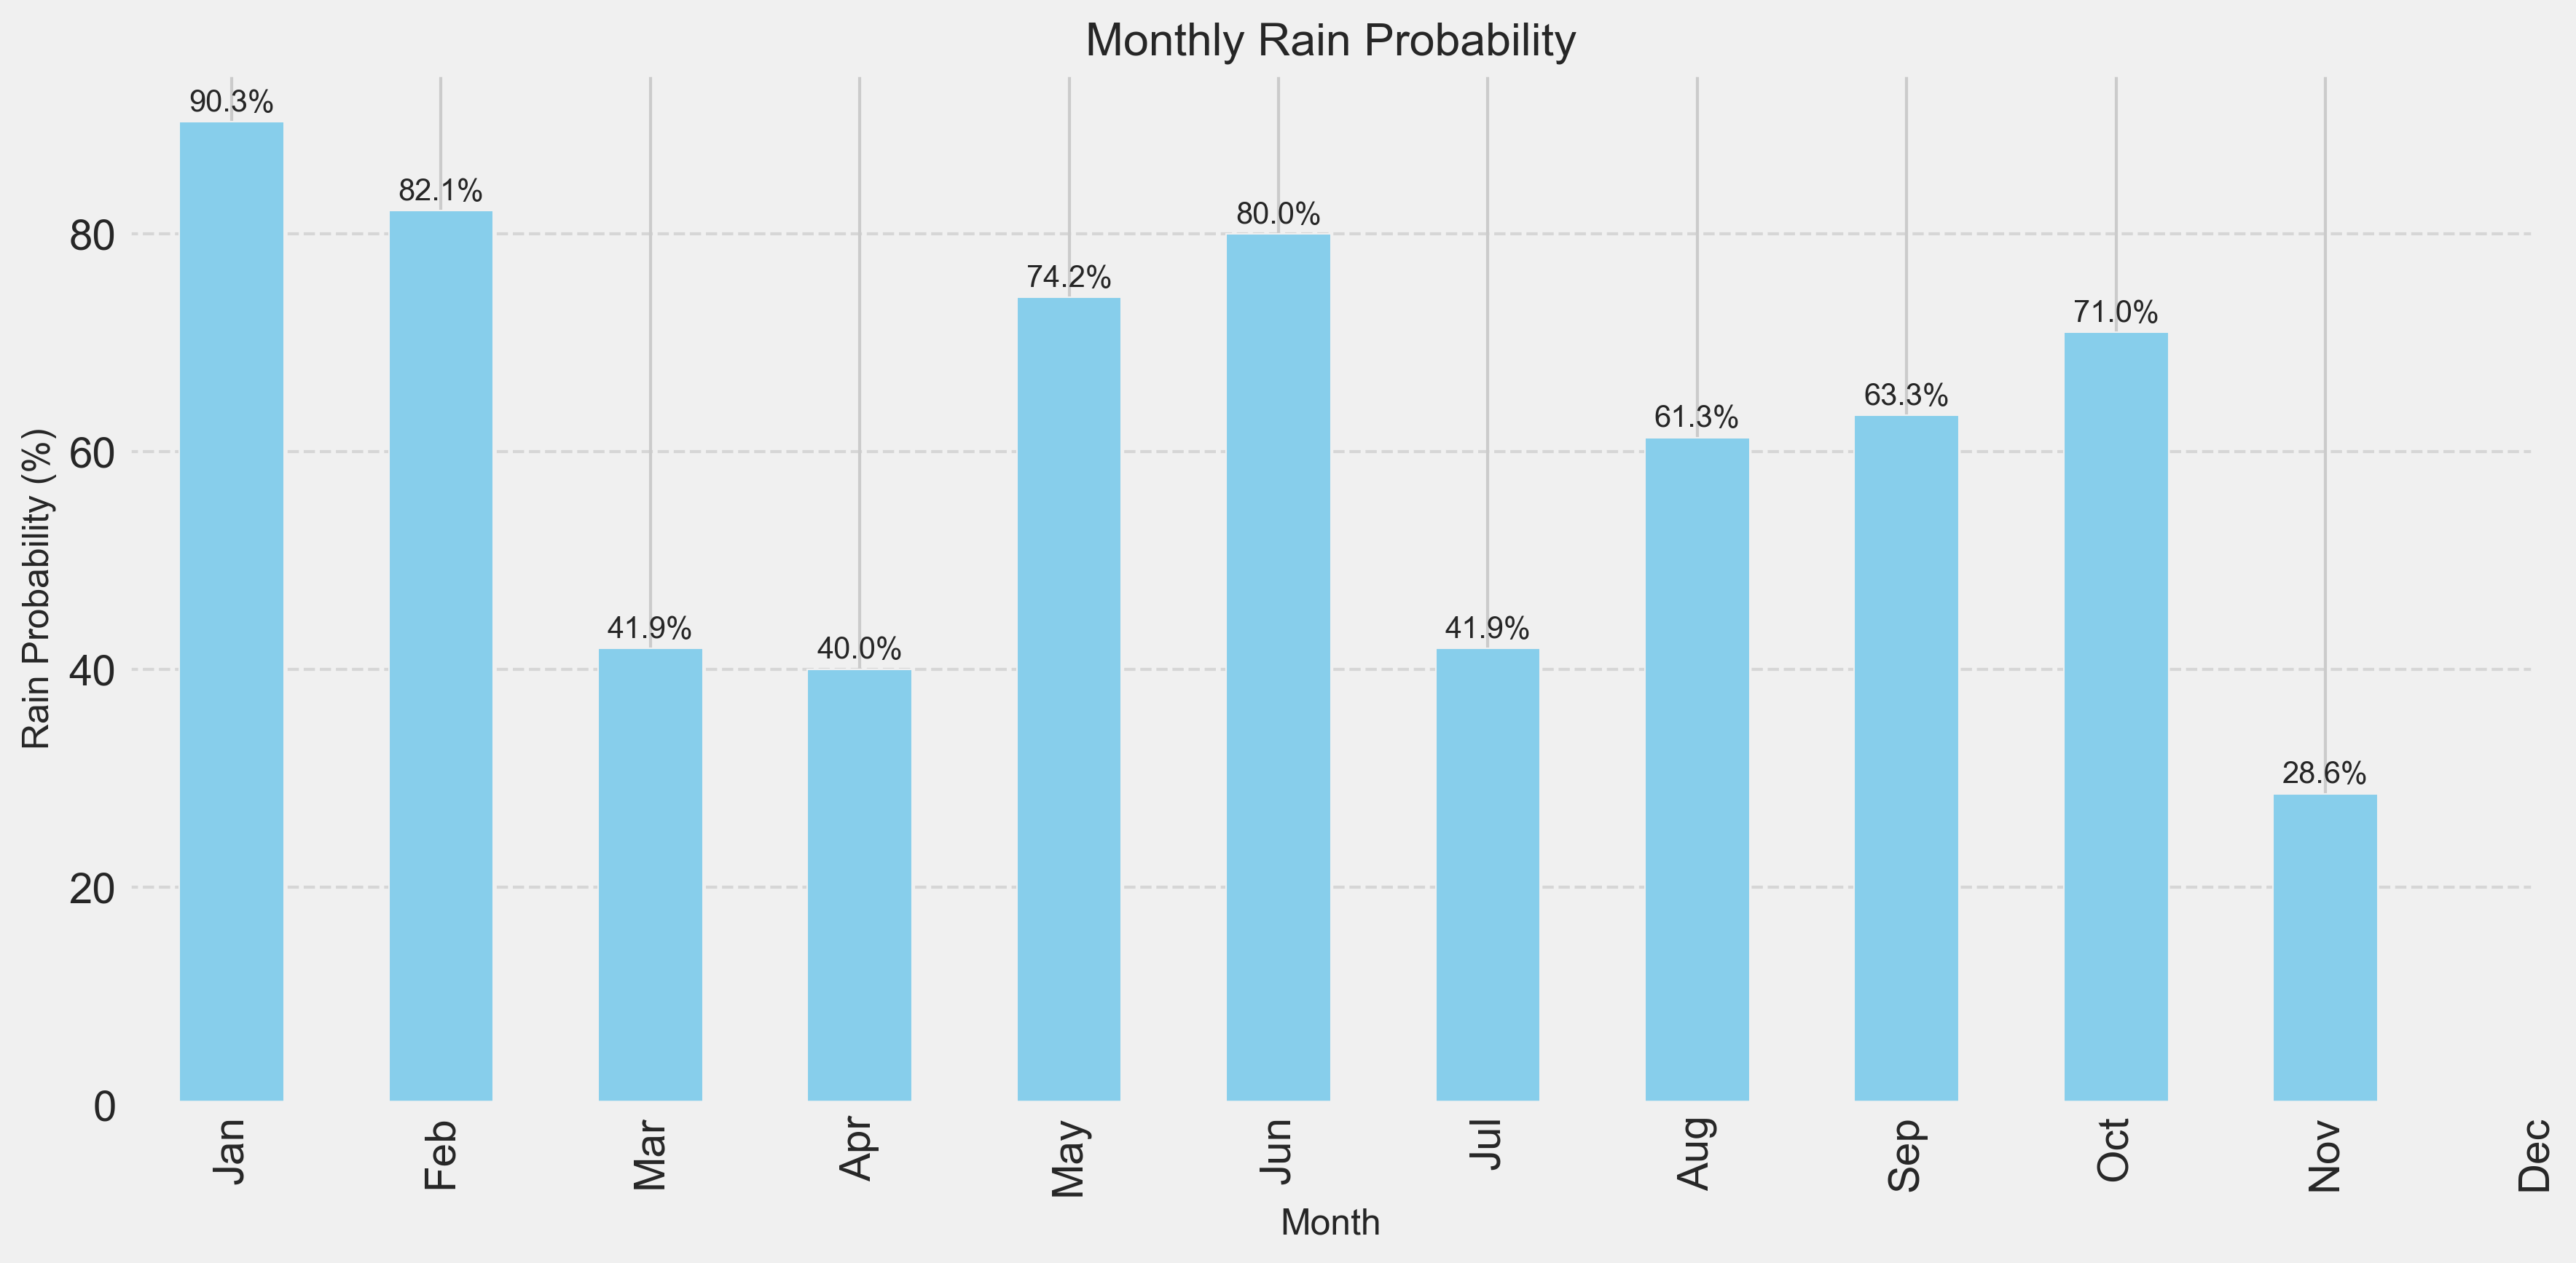 Monthly Rain Probability
90.3%
82.1%
41.9%
40.0%
74.2%
80.0%
41.9%
61.3%
63.3%
71.0%
28.6%
Rain Probability (%)
80
60
40
20
0
Jan
Feb
Mar
Apr
May
Jun
Jul
Aug
Sep
Oct
Nov
Dec
Month